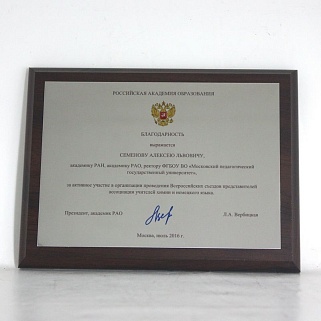 РОССИЙСКАЯ АКАДЕМИЯ ОБРАЗОВАНИЯ
БЛАГОДАРНОСТЬ
выражается
СЕМЕНОВУ АЛЕКСЕЮ ЛЬВОВИЧУ,
академику РАН, академику РАО, ректору ФГБОУ ВО «Московский педагогический
государственный университет»,
за активное участие в организации проведения Всероссийских съездов представителей
ассоциации учителей химии и немецкого языка.
Президент, академик РАО
Л.А. Вербицкая
Москва, июль 2016 г.